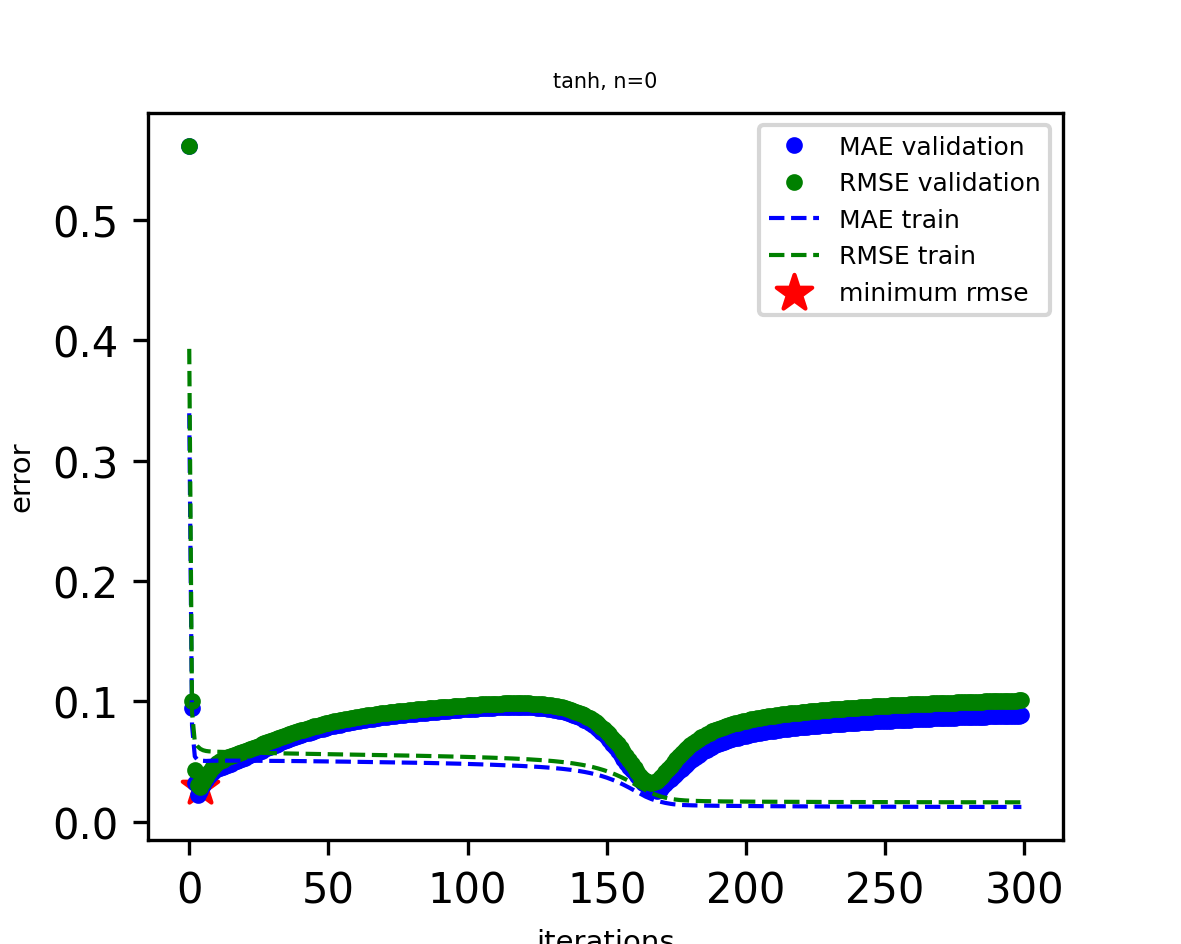 tanh, n=0
MAE validation
RMSE validation
MAE train
RMSE train
minimum rmse
error
0.5
0.4
0.3
0.2
0.1
0.0
0 50 100 150 200 250 300
iterations